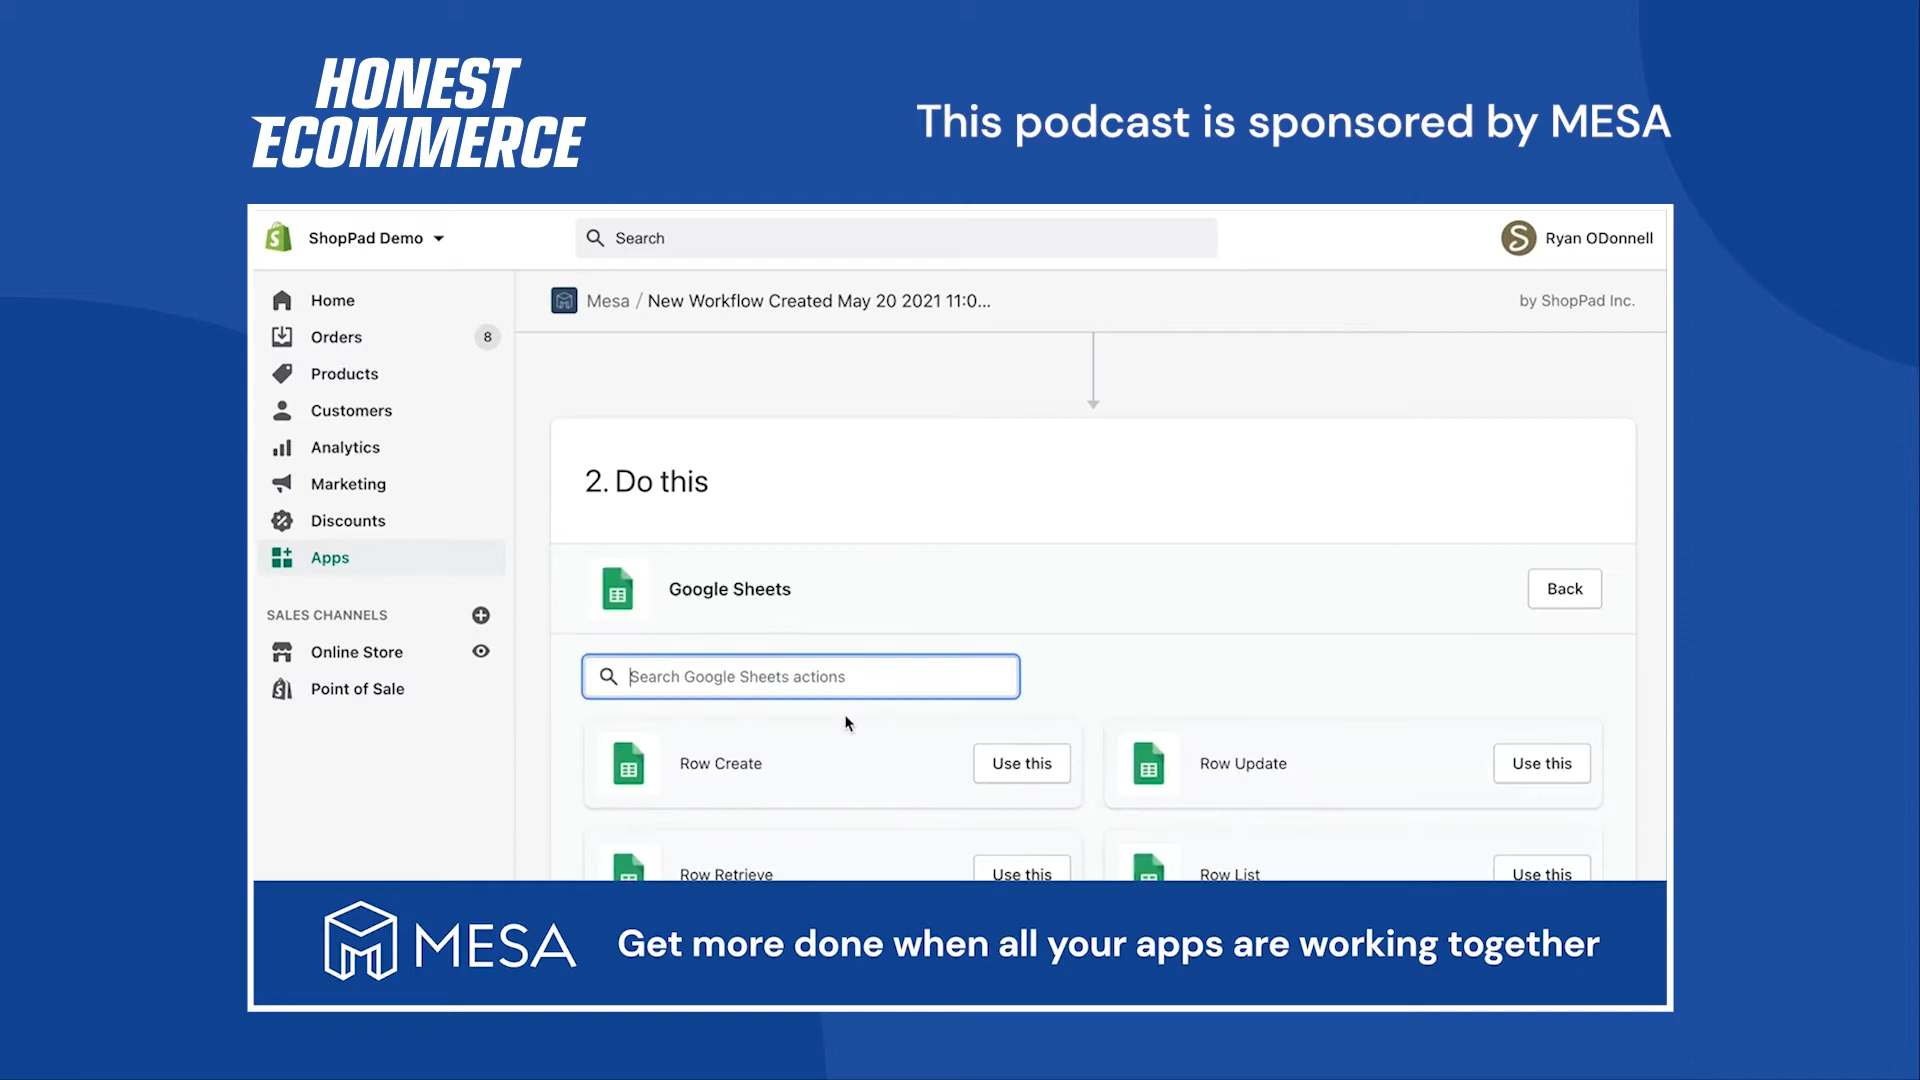 HONEST
ECOMMERCE
This podcast is sponsored by MESA
ShopPad Demo
Search
S
Ryan ODonnell
Home
Orders
8
Products
Customers
Analytics
Marketing
Discounts
Apps
SALES CHANNELS
Online Store
Point of Sale
Mesa / New Workflow Created May 20 2021 11:0...
by ShopPad Inc.
2. Do this
Google Sheets
Back
Search Google Sheets actions
Row Create
Use this
Row Update
Use this
Row Retrieve
Use this
Row List
Use this
MESA
Get more done when all your apps are working together